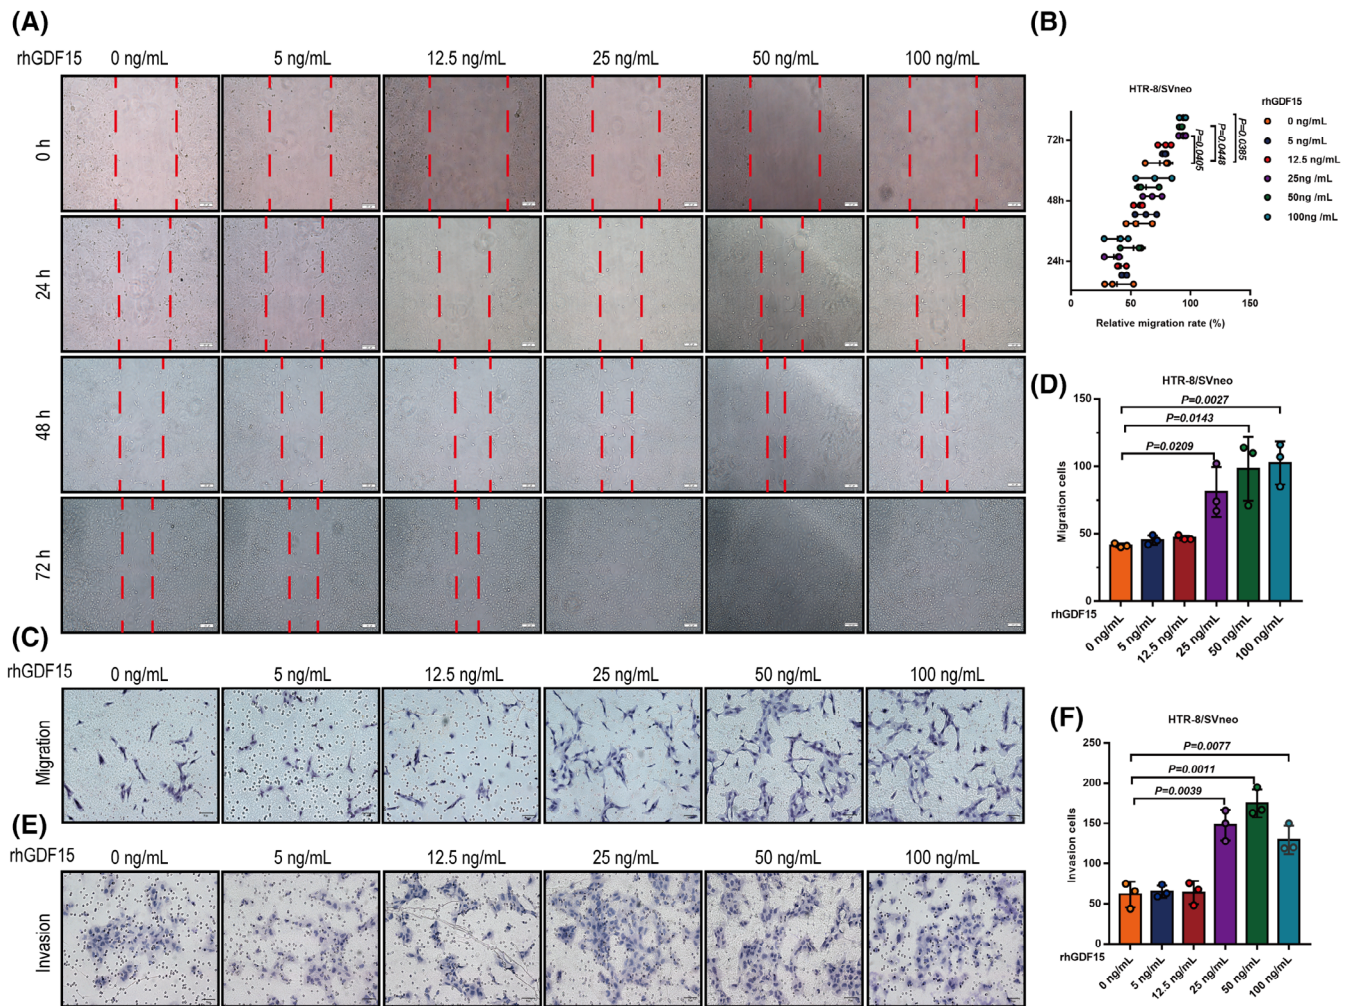 (A)
rhGDF15 0 ng/mL 5 ng/mL 12.5 ng/mL 25 ng/mL 50 ng/mL 100 ng/mL
0 h
24 h
48 h
72 h
(B)
HTR-8/SVneo
72h
48h
24h
0 50 100 150
Relative migration rate (%)
P=0.0405
P=0.0448
P=0.0385
rhGDF15
0 ng/mL
5 ng/mL
12.5 ng/mL
25ng /mL
50ng /mL
100ng /mL
(C)
rhGDF15 0 ng/mL 5 ng/mL 12.5 ng/mL 25 ng/mL 50 ng/mL 100 ng/mL
Migration
(D)
HTR-8/SVneo
P=0.0027
P=0.0143
P=0.0209
Migration cells
150
100
50
0
rhGDF15
0 ng/mL
5 ng/mL
12.5 ng/mL
25 ng/mL
50 ng/mL
100 ng/mL
(E)
rhGDF15 0 ng/mL 5 ng/mL 12.5 ng/mL 25 ng/mL 50 ng/mL 100 ng/mL
Invasion
(F)
HTR-8/SVneo
P=0.0077
P=0.0011
P=0.0039
Invasion cells
250
200
150
100
50
0
rhGDF15
0 ng/mL
5 ng/mL
12.5 ng/mL
25 ng/mL
50 ng/mL
100 ng/mL